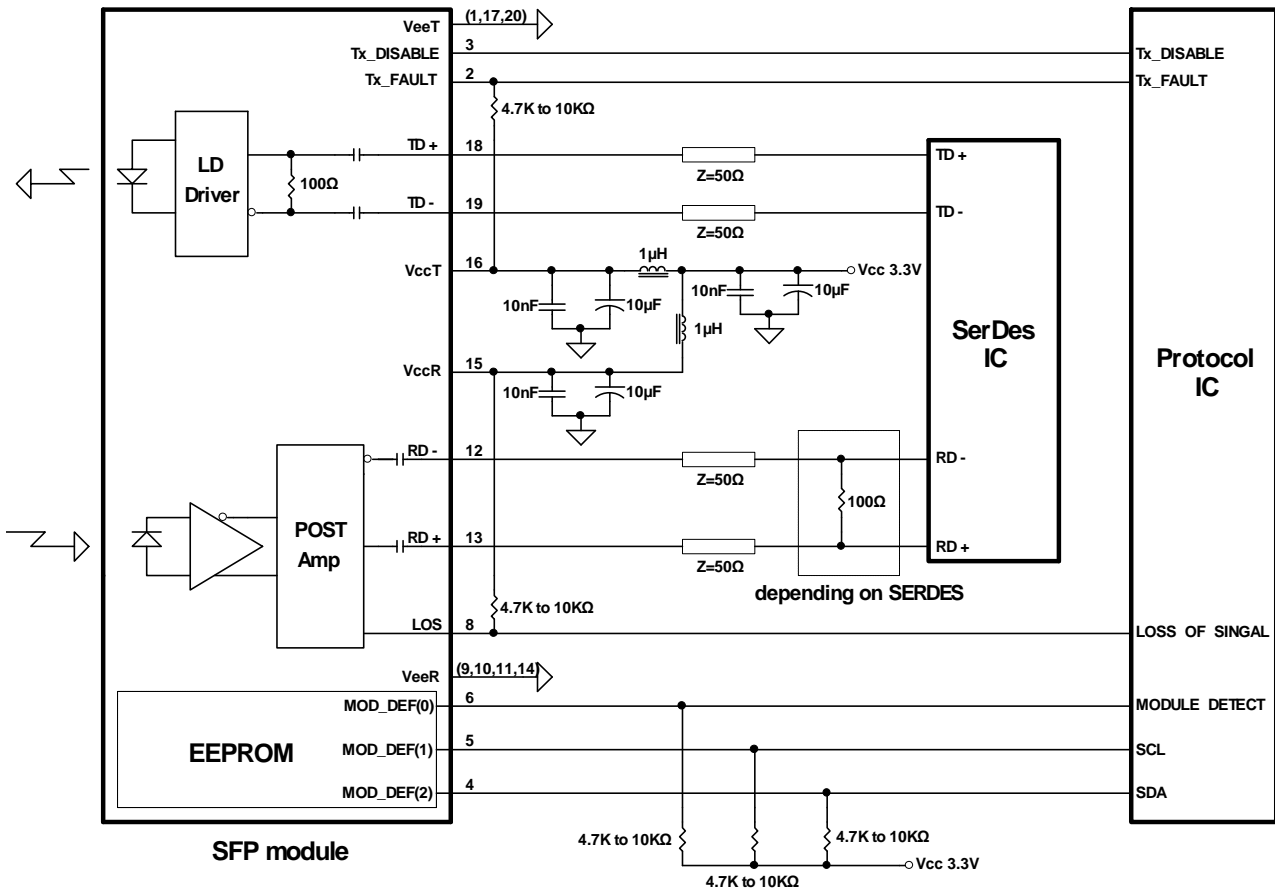 VeeT (1,17,20)
Tx_DISABLE 3 Tx_DISABLE
Tx_FAULT 2 Tx_FAULT
4.7K to 10KΩ
LD
Driver
100Ω
TD + 18 TD +
Z=50Ω
TD - 19 TD -
Z=50Ω
1µH
VccT 16 Vcc 3.3V
10nF 10µF 10nF 10µF
1µH
SerDes
IC
Protocol
IC
VccR 15
10nF 10µF
RD - 12 RD -
Z=50Ω
100Ω
POST
Amp
RD + 13 RD +
Z=50Ω
depending on SERDES
4.7K to 10KΩ
LOS 8 LOSS OF SINGAL
VeeR (9,10,11,14)
MOD_DEF(0) 6 MODULE DETECT
EEPROM
MOD_DEF(1) 5 SCL
MOD_DEF(2) 4 SDA
4.7K to 10KΩ 4.7K to 10KΩ
SFP module
Vcc 3.3V
4.7K to 10KΩ